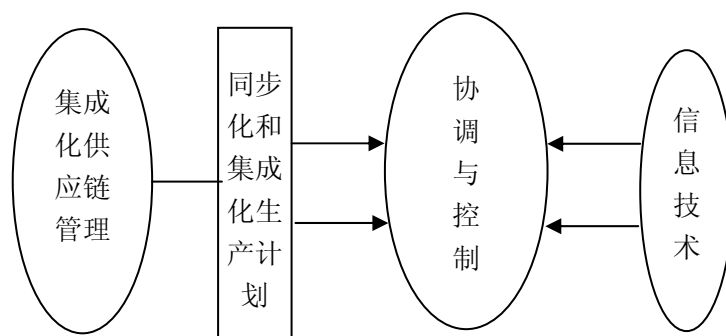 集成
化供
应链
管理
同步
化和
集成
化生
产计
划
协
调
与
控
制
信
息
技
术